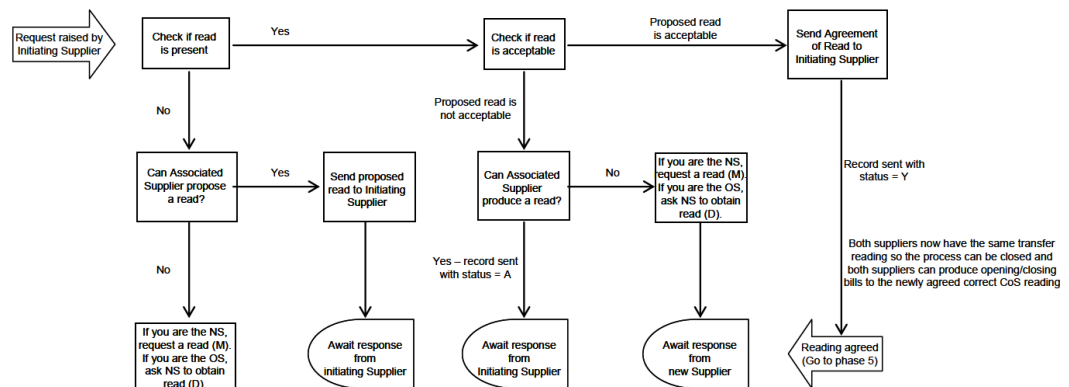 Request raised by
Initiating Supplier
Check if read
is present
Yes
Check if read
is acceptable
Proposed read
is acceptable
Send Agreement
of Read to
Initiating Supplier
No
Proposed read is
not acceptable
Can Associated
Supplier propose
a read?
Yes
Send proposed
read to Initiating
Supplier
Can Associated
Supplier
produce a read?
No
If you are the NS,
request a read (M).
If you are the OS,
ask NS to obtain
read (D).
Record sent with
status = Y
No
Yes – record sent
with status = A
Both suppliers now have the same transfer
reading so the process can be closed and
both suppliers can produce opening/closing
bills to the newly agreed correct CoS reading
If you are the NS,
request a read (M).
If you are the OS,
ask NS to obtain
read (D).
Await response
from
initiating Supplier
Await response
from
Initiating Supplier
Await response
from
new Supplier
Reading agreed
(Go to phase 5)